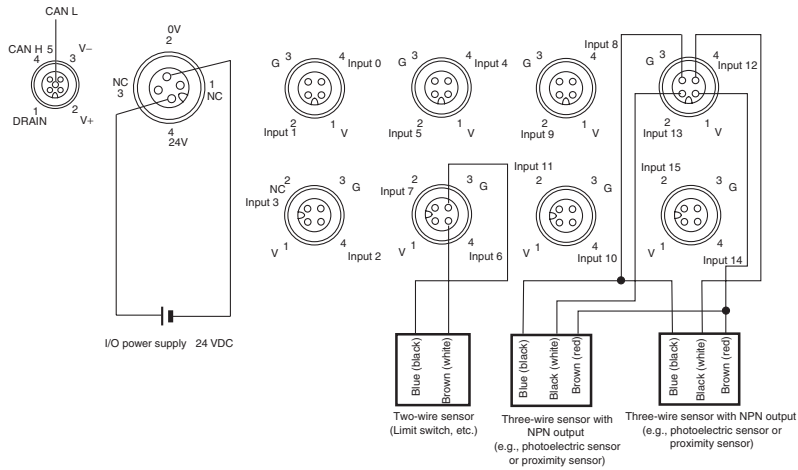 CAN L
CAN H 5 V–
4 3
1 2
DRAIN V+
0V
2
NC
3
1
NC
4
24V
I/O power supply 24 VDC
G 3 4 Input 0
2 1 V
Input 1
G 3 4 Input 4
2 1 V
Input 5
G 3 4
Input 8
2 1 V
Input 9
G 3 4
Input 12
2 1 V
Input 13
NC 2 3 G
Input 3
V 1 4
Input 2
2 3 G
Input 7
V 1 4
Input 6
Input 11
2 3 G
V 1 4
Input 10
Input 15
2 3 G
V 1 4
Input 14
Blue (black)
Brown (white)
Two-wire sensor
(Limit switch, etc.)
Blue (black)
Black (white)
Brown (red)
Three-wire sensor with
NPN output
(e.g., photoelectric sensor
or proximity sensor)
Blue (black)
Black (white)
Brown (red)
Three-wire sensor with NPN output
(e.g., photoelectric sensor or
proximity sensor)